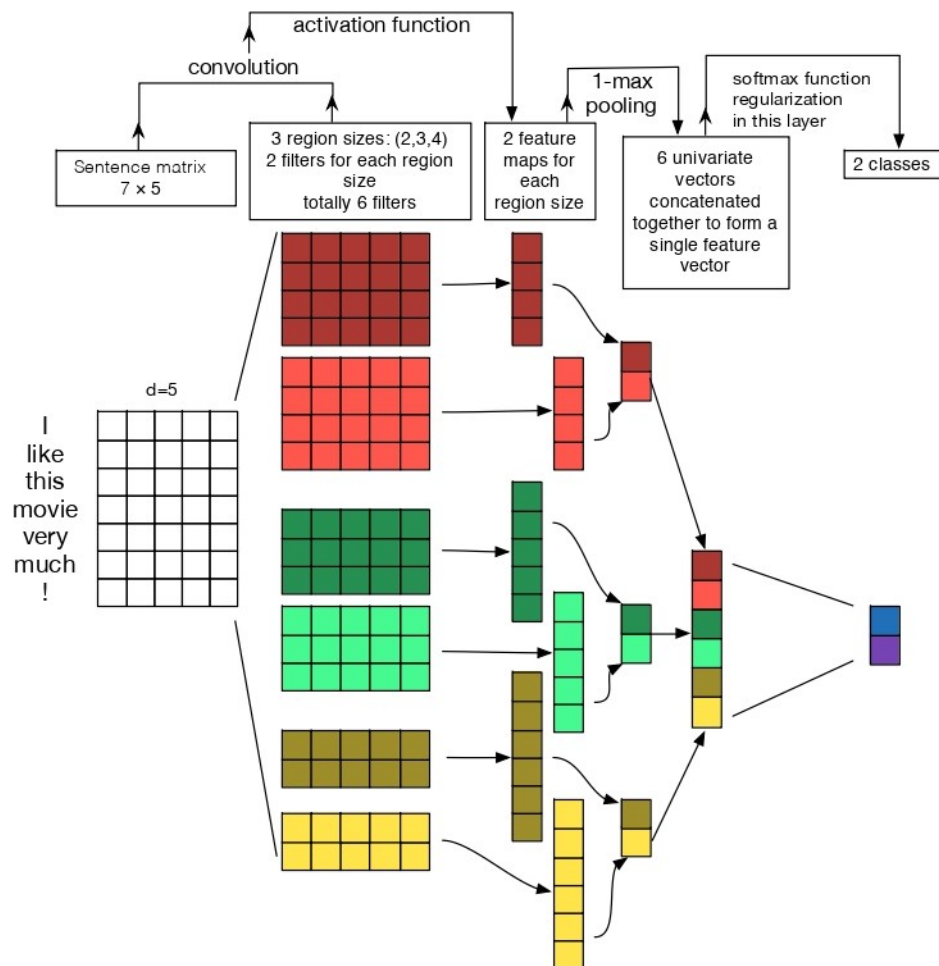 activation function
convolution
1-max
pooling
softmax function
regularization
in this layer
Sentence matrix
7 × 5
3 region sizes: (2,3,4)
2 filters for each region
size
totally 6 filters
2 feature
maps for
each
region size
6 univariate
vectors
concatenated
together to form a
single feature
vector
2 classes
d=5
I
like
this
movie
very
much
!